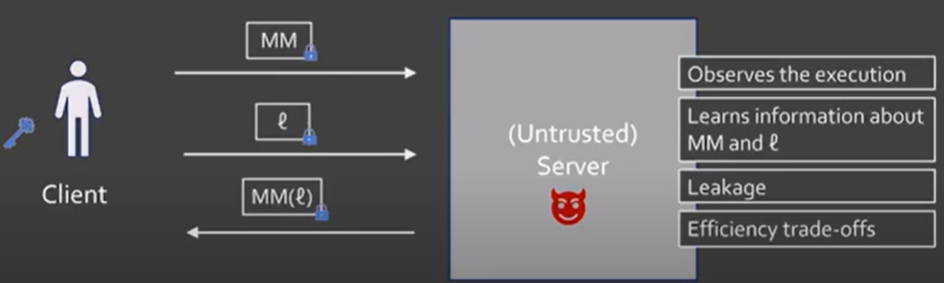 MM
ℓ
MM(ℓ)
Client
(Untrusted)
Server
Observes the execution
Learns information about
MM and ℓ
Leakage
Efficiency trade-offs